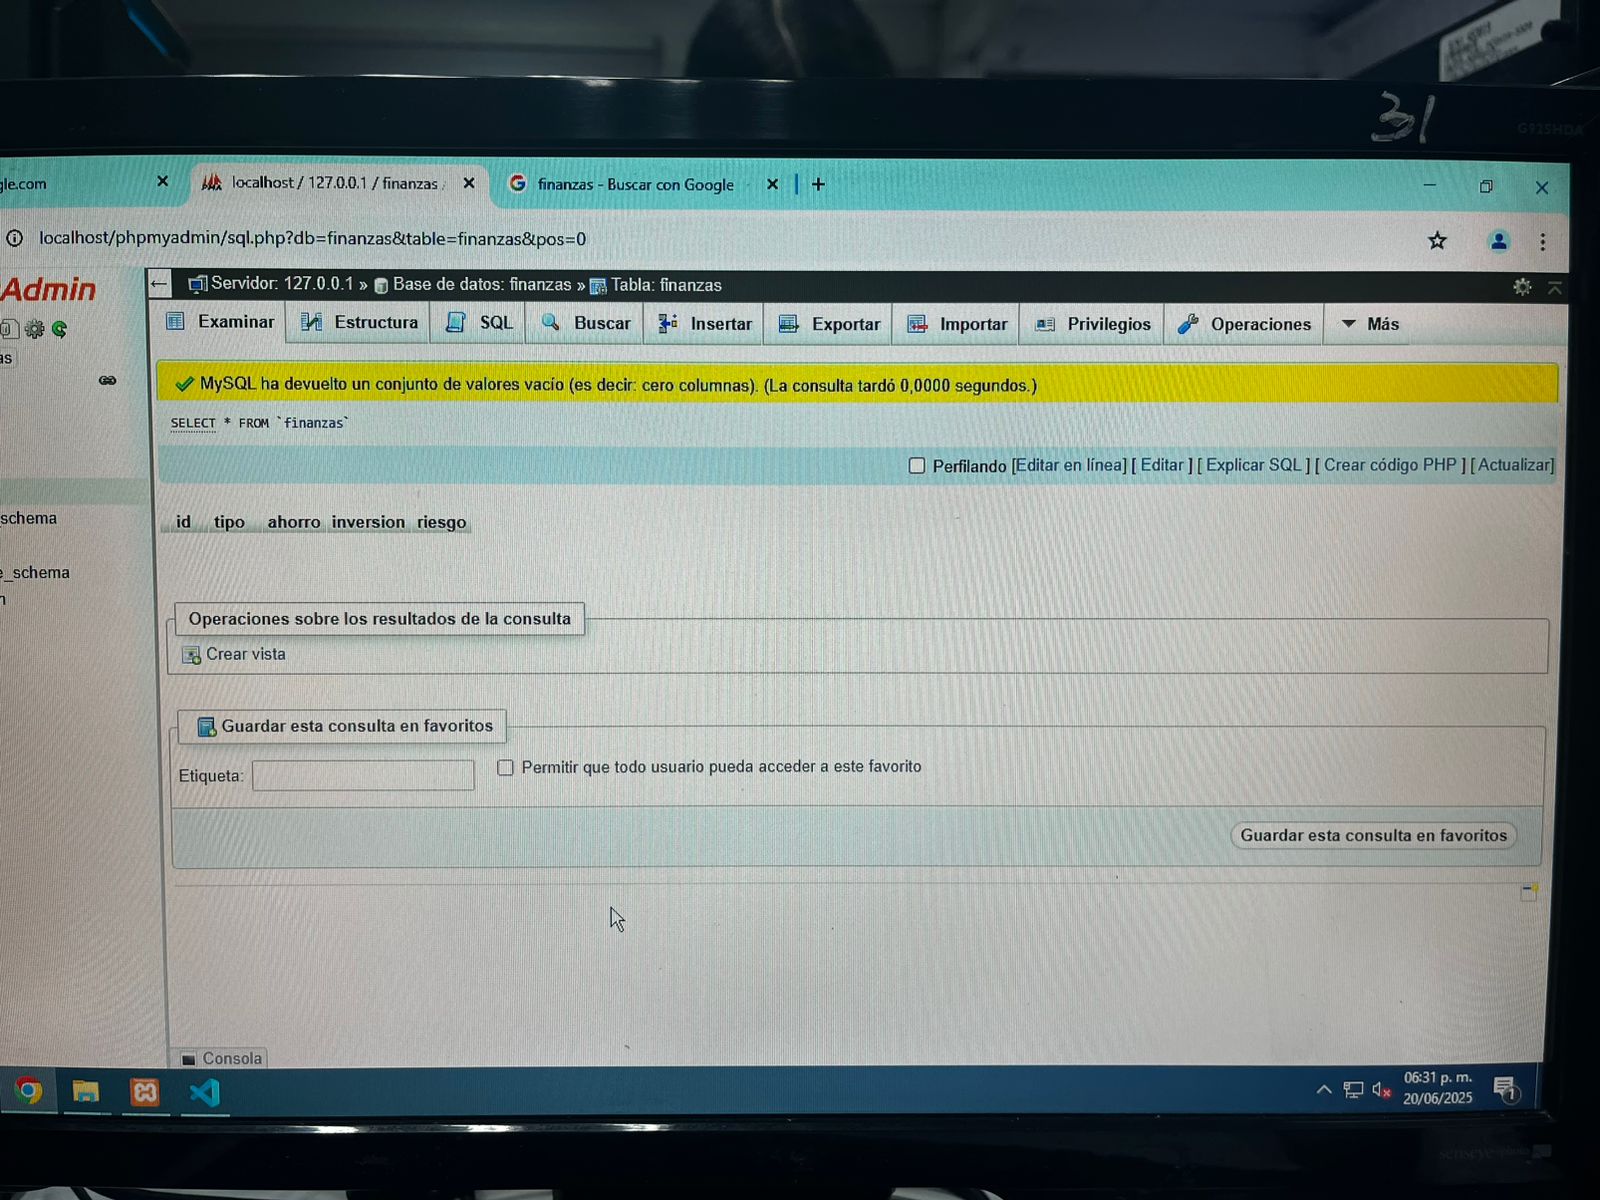 31
G925HDA
gle.com
localhost / 127.0.0.1 / finanzas
finanzas - Buscar con Google
localhost/phpmyadmin/sql.php?db=finanzas&table=finanzas&pos=0
Admin
Servidor: 127.0.0.1 » Base de datos: finanzas » Tabla: finanzas
Examinar Estructura SQL Buscar Insertar Exportar Importar Privilegios Operaciones Más
as
MySQL ha devuelto un conjunto de valores vacío (es decir: cero columnas). (La consulta tardó 0,0000 segundos.)
SELECT * FROM `finanzas`
Perfilando [Editar en línea] [ Editar ] [ Explicar SQL ] [ Crear código PHP ] [ Actualizar]
id tipo ahorro inversion riesgo
schema
e_schema
n
Operaciones sobre los resultados de la consulta
Crear vista
Guardar esta consulta en favoritos
Etiqueta:
Permitir que todo usuario pueda acceder a este favorito
Guardar esta consulta en favoritos
Consola
06:31 p. m.
20/06/2025
1